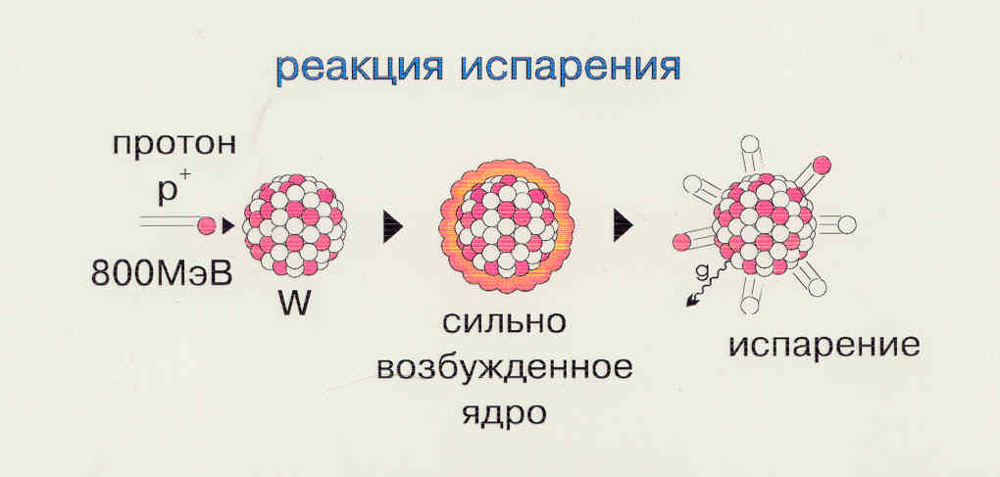 реакция испарения
протон
p+
800МэВ
W
сильно
возбужденное
ядро
g
испарение